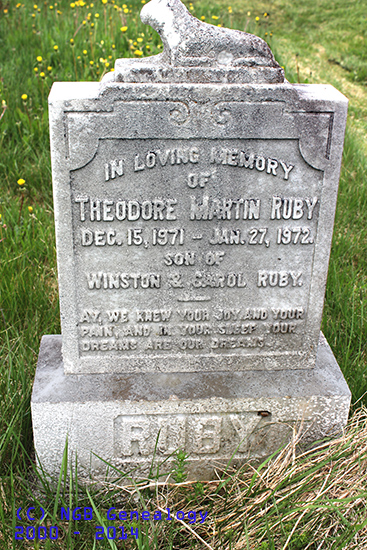 IN LOVING MEMORY
OF
THEODORE MARTIN RUBY
DEC. 15, 1971 - JAN. 27, 1972.
SON OF
WINSTON & CAROL RUBY.
AY, WE KNEW YOUR JOY, AND YOUR
PAIN, AND IN YOUR SLEEP YOUR
DREAMS ARE OUR DREAMS.
RUBY
(C) NGB Genealogy
2000 - 2014